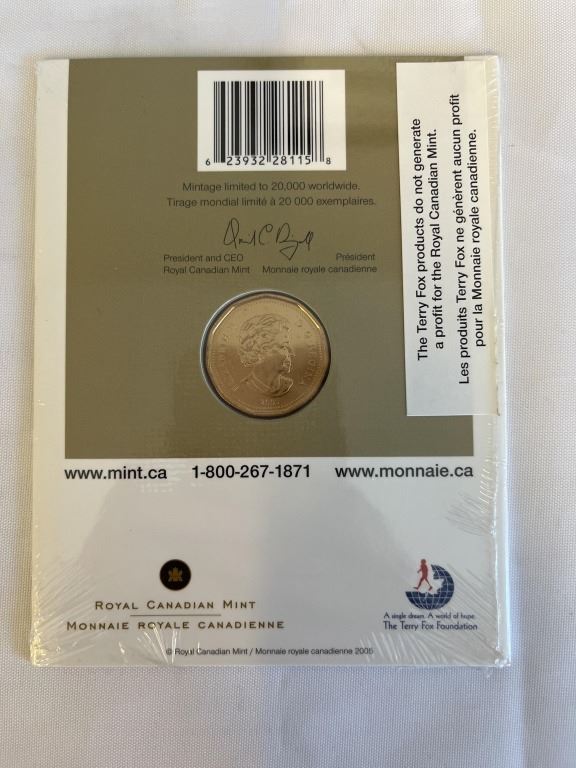 6 23932 28115 8
Mintage limited to 20,000 worldwide.
Tirage mondial limité à 20 000 exemplaires.
President and CEO
Royal Canadian Mint
Président
Monnaie royale canadienne
The Terry Fox products do not generate
a profit for the Royal Canadian Mint.
Les produits Terry Fox ne génèrent aucun profit
pour la Monnaie royale canadienne.
www.mint.ca 1-800-267-1871 www.monnaie.ca
ROYAL CANADIAN MINT
MONNAIE ROYALE CANADIENNE
A single dream. A world of hope.
The Terry Fox Foundation
© Royal Canadian Mint / Monnaie royale canadienne 2005